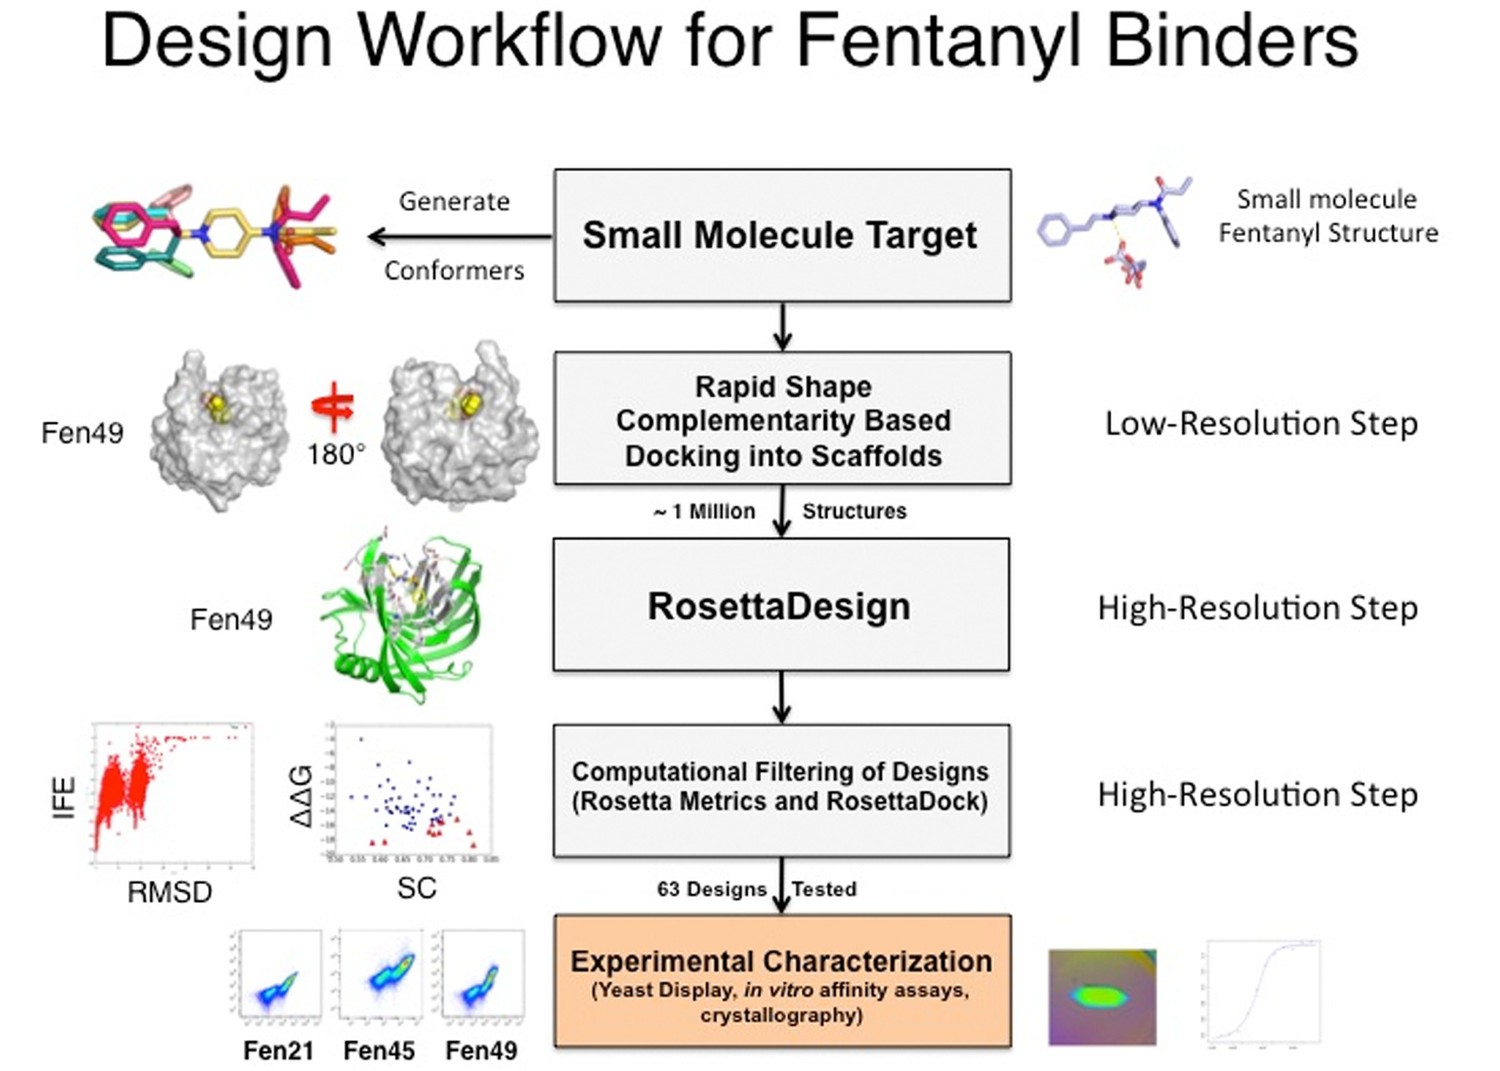 Design Workflow for Fentanyl Binders
Generate
Conformers
Small Molecule Target
Small molecule
Fentanyl Structure
Fen49
180°
Rapid Shape
Complementarity Based
Docking into Scaffolds
Low-Resolution Step
~ 1 Million Structures
Fen49
RosettaDesign
High-Resolution Step
IFE
RMSD
ΔΔG
SC
Computational Filtering of Designs
(Rosetta Metrics and RosettaDock)
High-Resolution Step
63 Designs Tested
Experimental Characterization
(Yeast Display, in vitro affinity assays,
crystallography)
Fen21 Fen45 Fen49